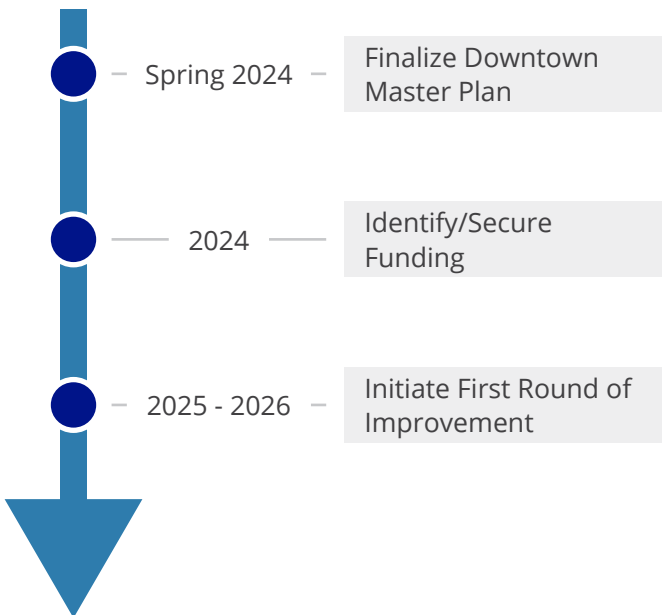 Spring 2024
Finalize Downtown
Master Plan
2024
Identify/Secure
Funding
2025 - 2026
Initiate First Round of
Improvement